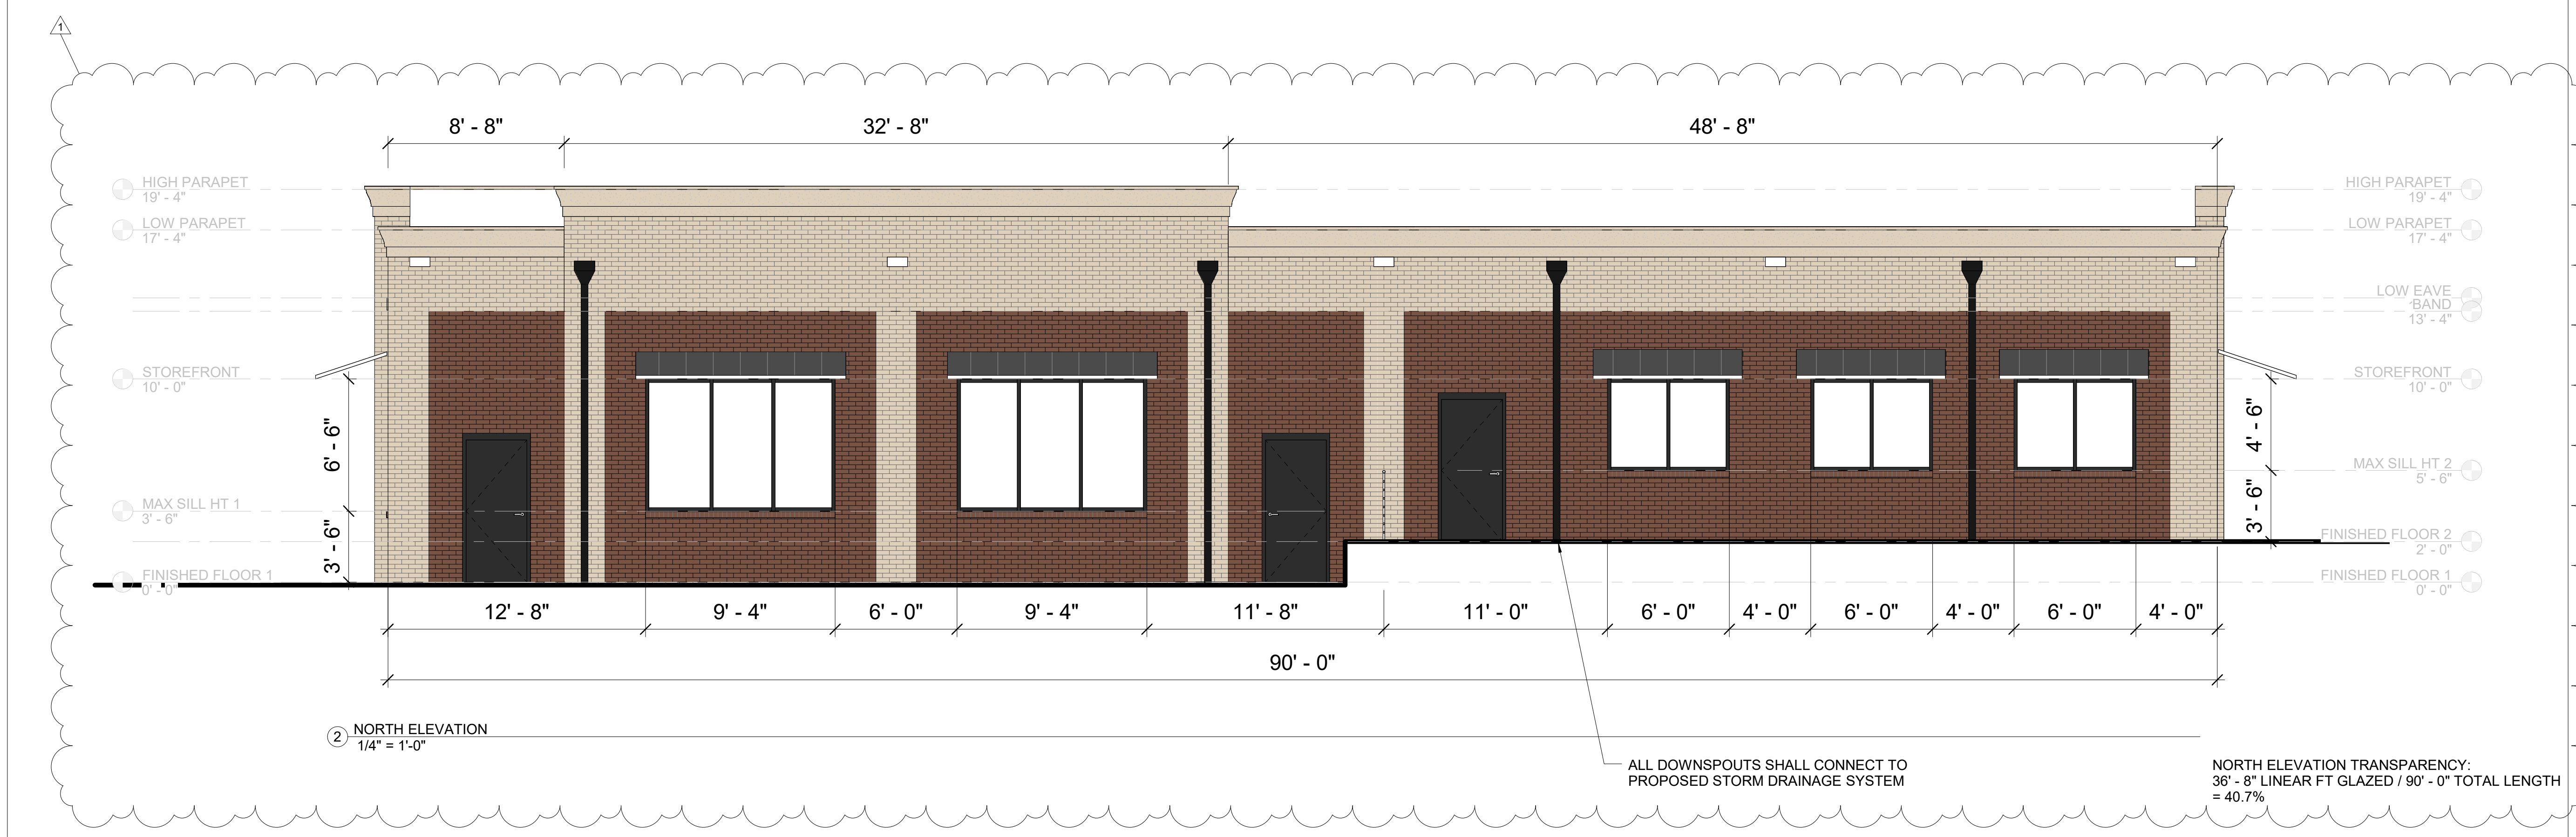 1
8' - 8"
32' - 8"
48' - 8"
HIGH PARAPET
19' - 4"
LOW PARAPET
17' - 4"
STOREFRONT
10' - 0"
MAX SILL HT 1
3' - 6"
FINISHED FLOOR 1
0' - 0"
6' - 6"
3' - 6"
HIGH PARAPET
19' - 4"
LOW PARAPET
17' - 4"
LOW EAVE
BAND
13' - 4"
STOREFRONT
10' - 0"
MAX SILL HT 2
5' - 6"
FINISHED FLOOR 2
2' - 0"
FINISHED FLOOR 1
0' - 0"
4' - 6"
3' - 6"
12' - 8"
9' - 4"
6' - 0"
9' - 4"
11' - 8"
11' - 0"
6' - 0"
4' - 0"
6' - 0"
4' - 0"
6' - 0"
4' - 0"
90' - 0"
2
NORTH ELEVATION
1/4" = 1'-0"
ALL DOWNSPOUTS SHALL CONNECT TO
PROPOSED STORM DRAINAGE SYSTEM
NORTH ELEVATION TRANSPARENCY:
36' - 8" LINEAR FT GLAZED / 90' - 0" TOTAL LENGTH
= 40.7%